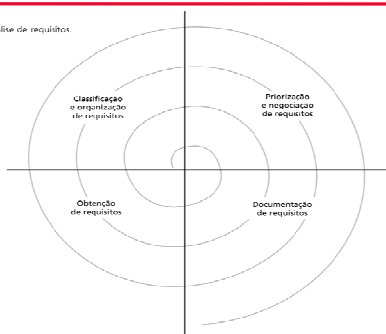 lise de requisitos.
Classificação
e organização
de requisitos
Priorização
e negociação
de requisitos
Obtenção
de requisitos
Documentação
de requisitos